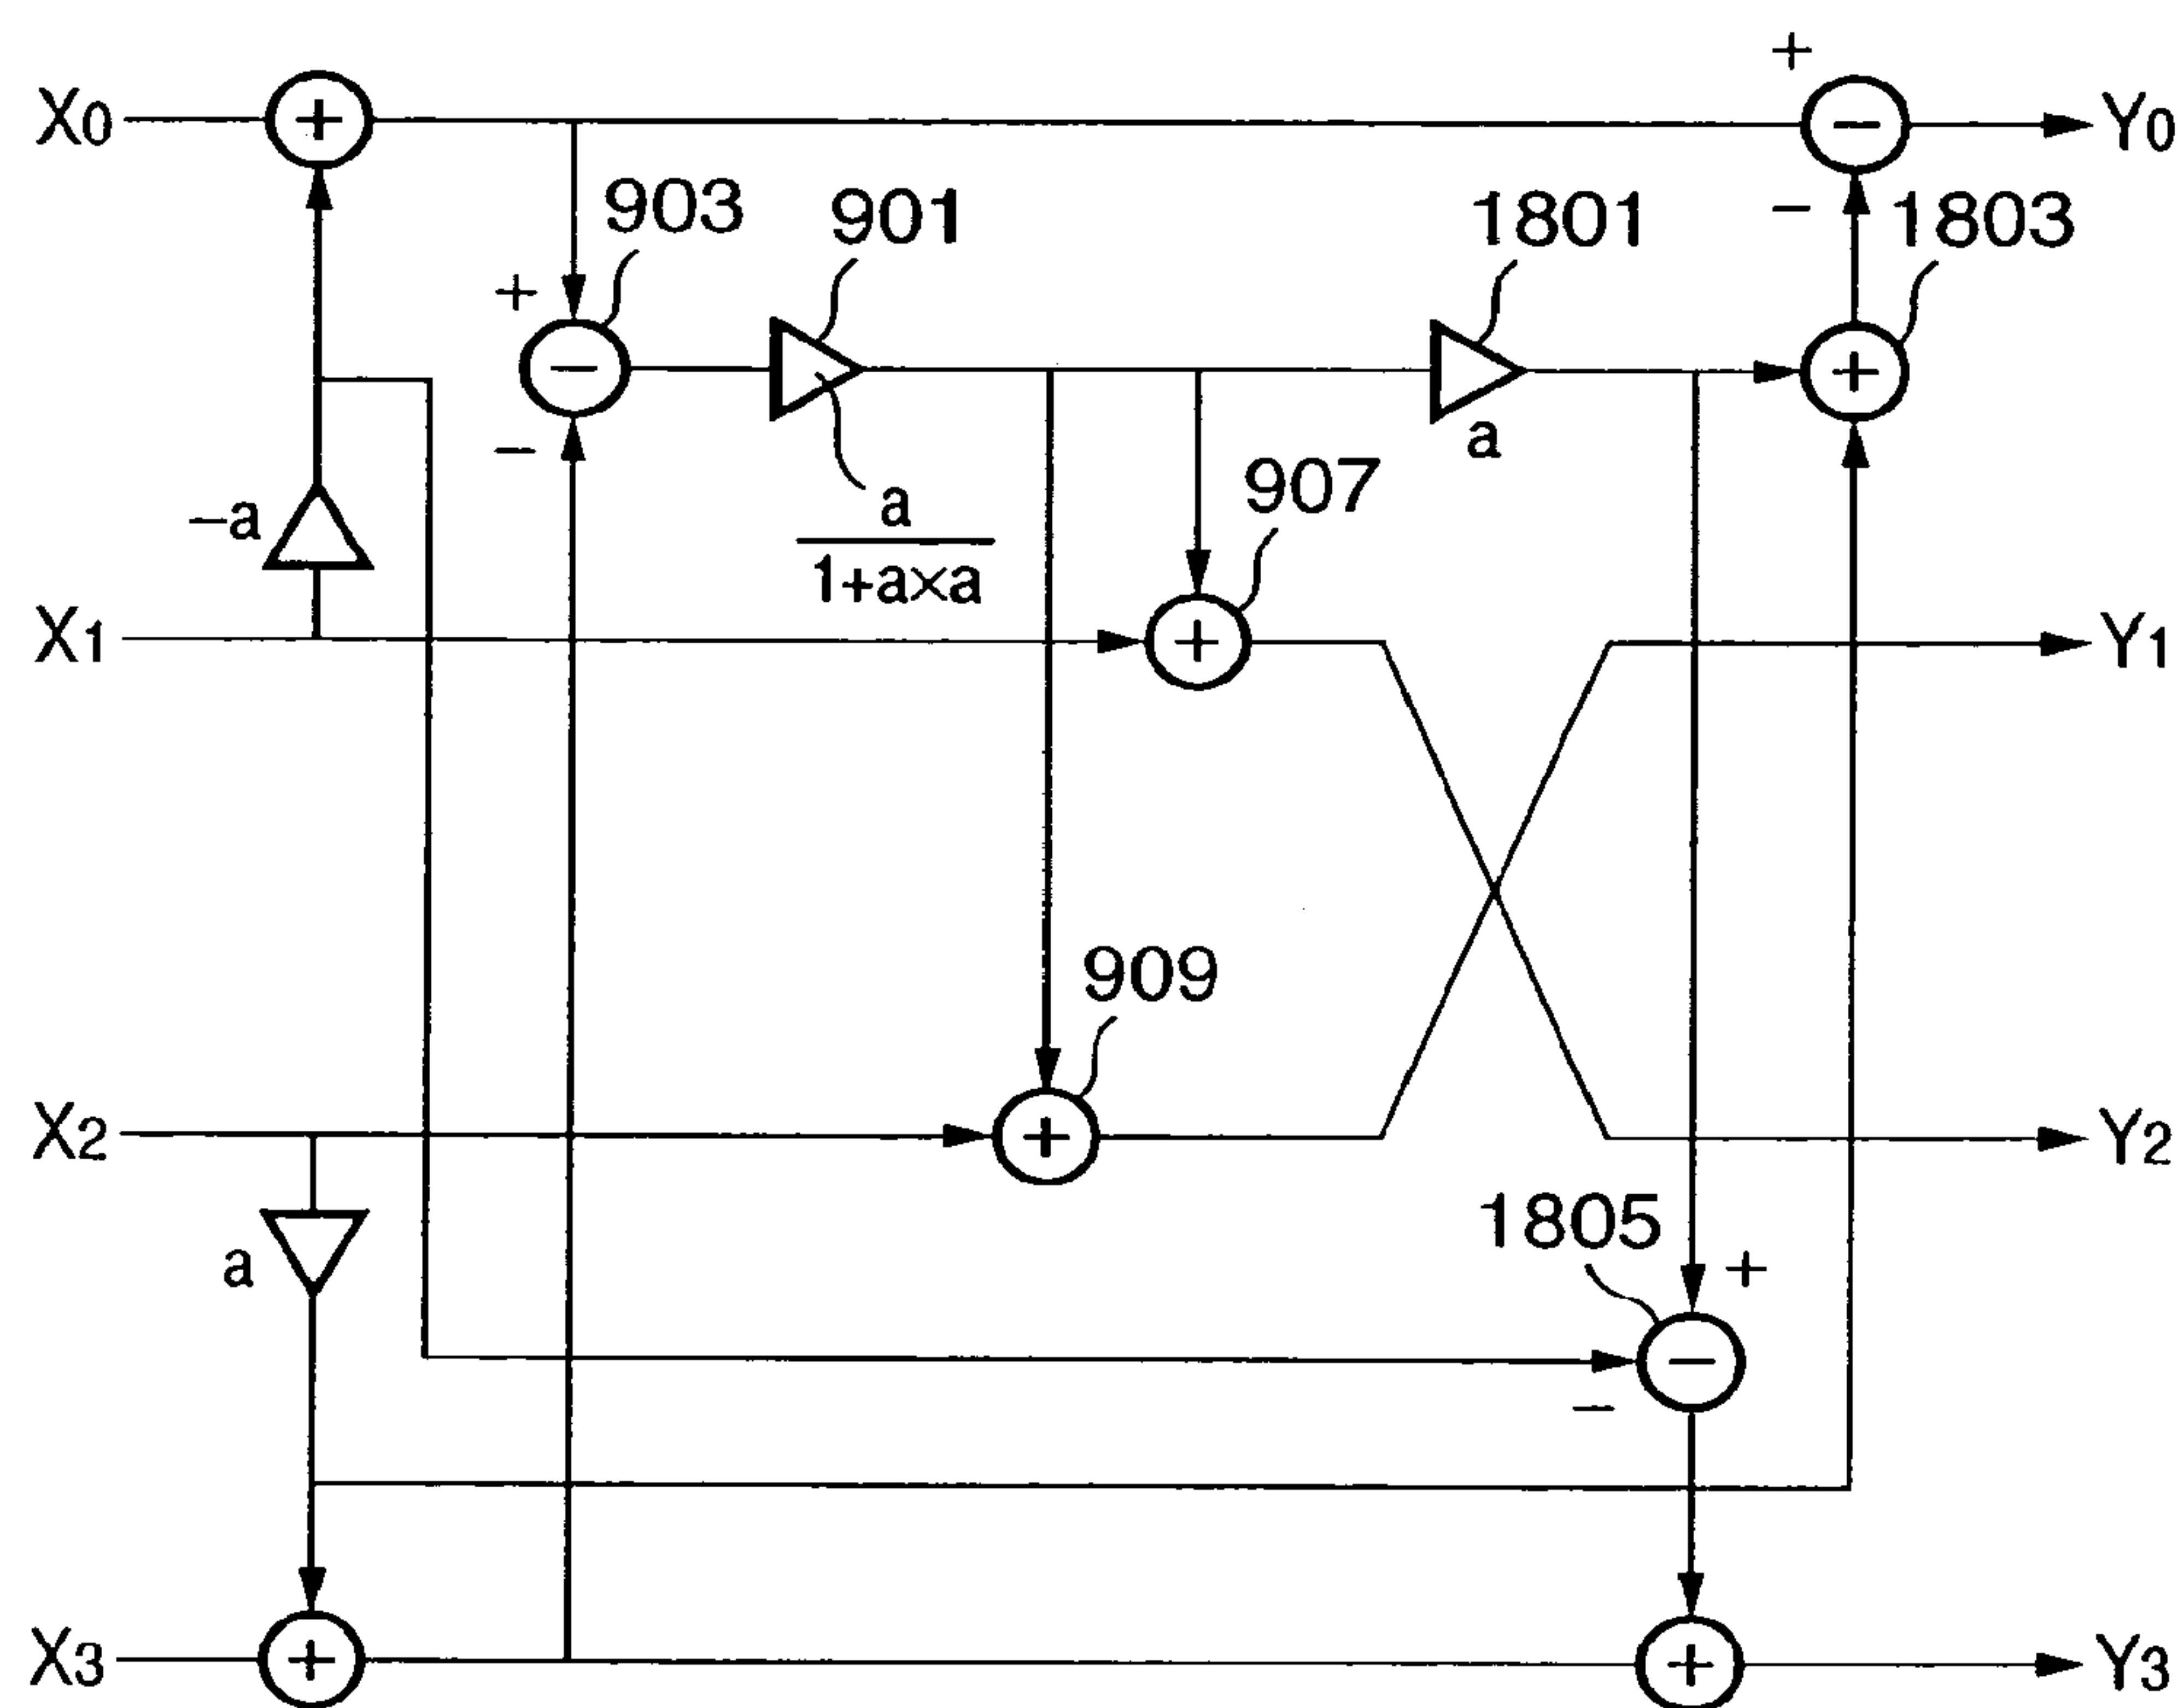 +
X0
+
−
Y0
903
901
1801
−
1803
+
−
+
−
a
−a
a
1+a×a
907
X1
+
Y1
909
X2
+
Y2
a
1805
+
−
−
X3
+
+
Y3